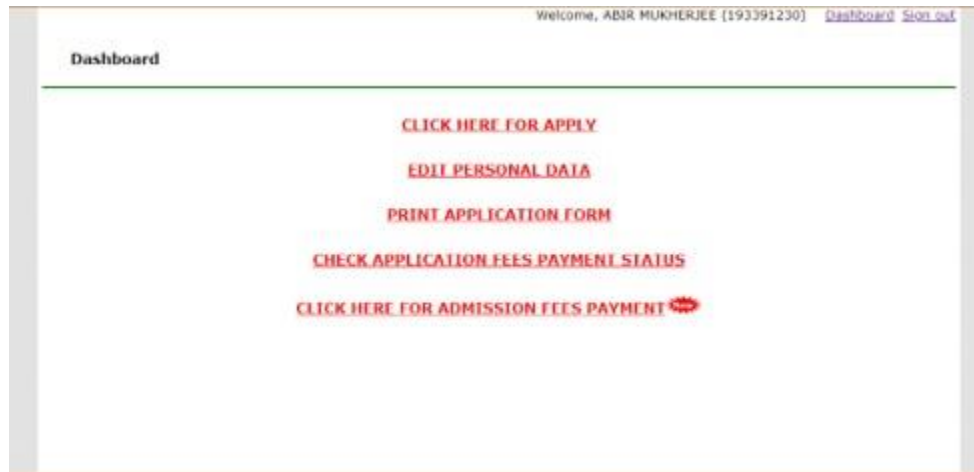 Welcome, ABIR MUKHERJEE (193391230) Dashboard Sign out
Dashboard
CLICK HERE FOR APPLY
EDIT PERSONAL DATA
PRINT APPLICATION FORM
CHECK APPLICATION FEES PAYMENT STATUS
CLICK HERE FOR ADMISSION FEES PAYMENT New